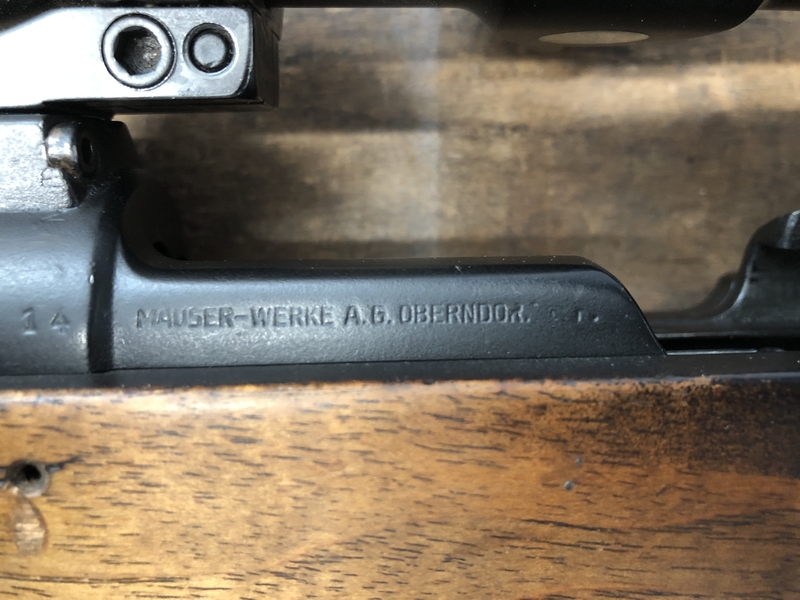 14 MAUSER-WERKE A.G. OBERNDOR